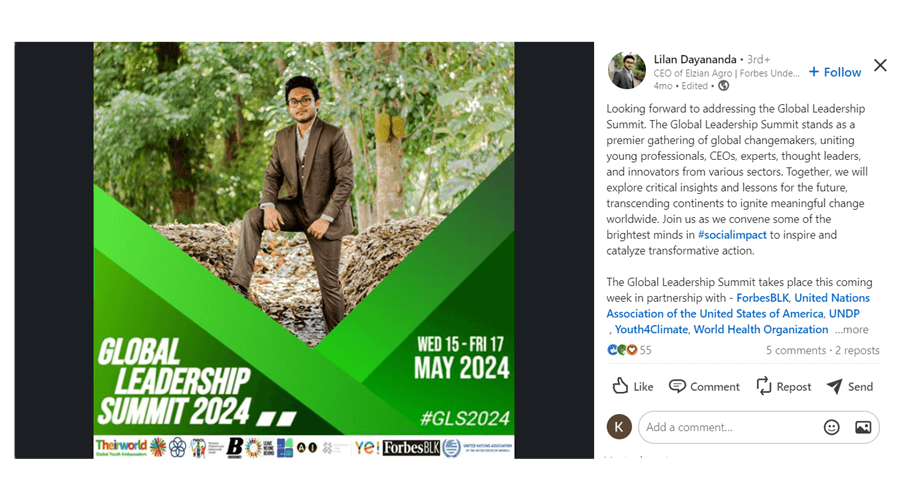 GLOBAL
LEADERSHIP
SUMMIT 2024
WED 15 - FRI 17
MAY 2024
#GLS2024
Theirworld
Global Youth Ambassadors
B
AI
YE!
ForbesBLK
UNITED NATIONS ASSOCIATION
OF THE UNITED STATES OF AMERICA
Lilan Dayananda • 3rd+
CEO of Elzian Agro | Forbes Unde...
4mo • Edited •
+ Follow
Looking forward to addressing the Global Leadership
Summit. The Global Leadership Summit stands as a
premier gathering of global changemakers, uniting
young professionals, CEOs, experts, thought leaders,
and innovators from various sectors. Together, we will
explore critical insights and lessons for the future,
transcending continents to ignite meaningful change
worldwide. Join us as we convene some of the
brightest minds in #socialimpact to inspire and
catalyze transformative action.
The Global Leadership Summit takes place this coming
week in partnership with - ForbesBLK, United Nations
Association of the United States of America, UNDP
, Youth4Climate, World Health Organization ...more
55
5 comments · 2 reposts
Like
Comment
Repost
Send
K
Add a comment...